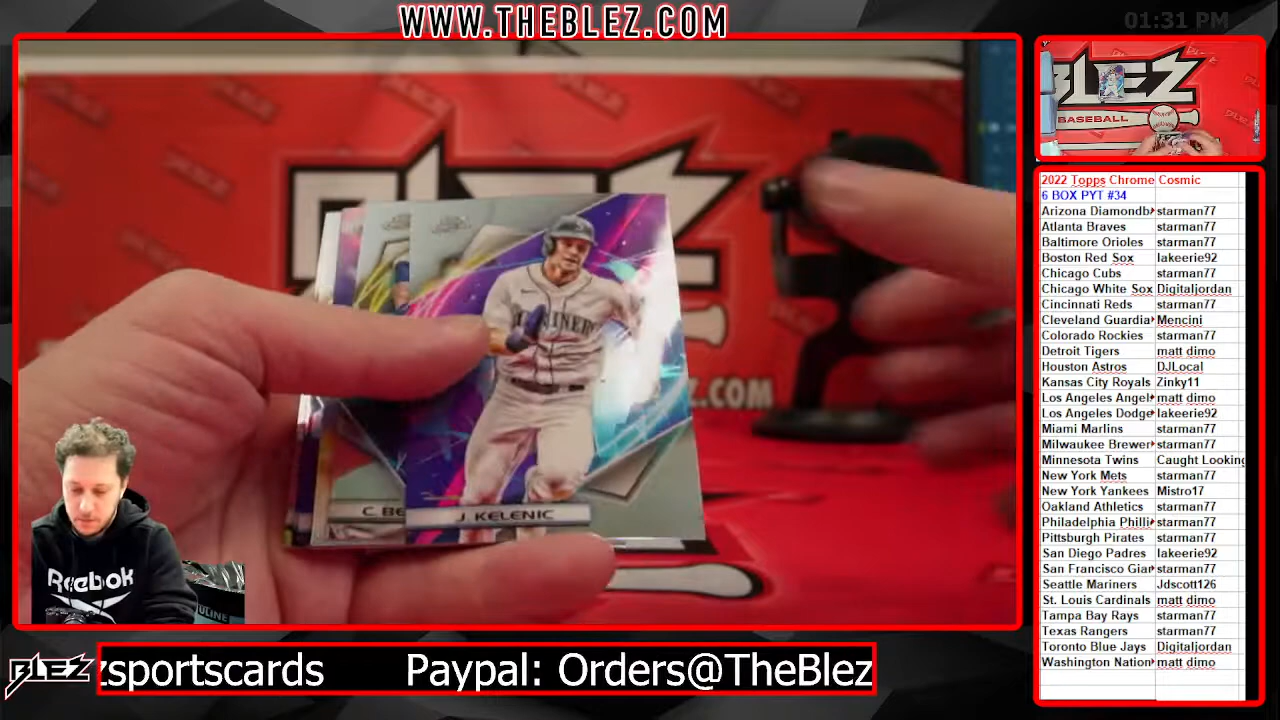 WWW.THEBLEZ.COM
01:31 PM
BLEZ
BASEBALL
2022 Topps Chrome Cosmic
6 BOX PYT #34
Arizona Diamondb starman77
Atlanta Braves starman77
Baltimore Orioles starman77
Boston Red Sox lakeerie92
Chicago Cubs starman77
Chicago White Sox Digitaljordan
Cincinnati Reds starman77
Cleveland Guardia Mencini
Colorado Rockies starman77
Detroit Tigers matt dimo
Houston Astros DJLocal
Kansas City Royals Zinky11
Los Angeles Angel matt dimo
Los Angeles Dodge lakeerie92
Miami Marlins starman77
Milwaukee Brewer starman77
Minnesota Twins Caught Looking
New York Mets starman77
New York Yankees Mistro17
Oakland Athletics starman77
Philadelphia Philli starman77
Pittsburgh Pirates starman77
San Diego Padres lakeerie92
San Francisco Giar starman77
Seattle Mariners Jdscott126
St. Louis Cardinals matt dimo
Tampa Bay Rays starman77
Texas Rangers starman77
Toronto Blue Jays Digitaljordan
Washington Nation matt dimo
C. BE
J. KELENIC
Z.COM
Reebok
ULINE
BLEZ
zsportscards Paypal: Orders@TheBlez